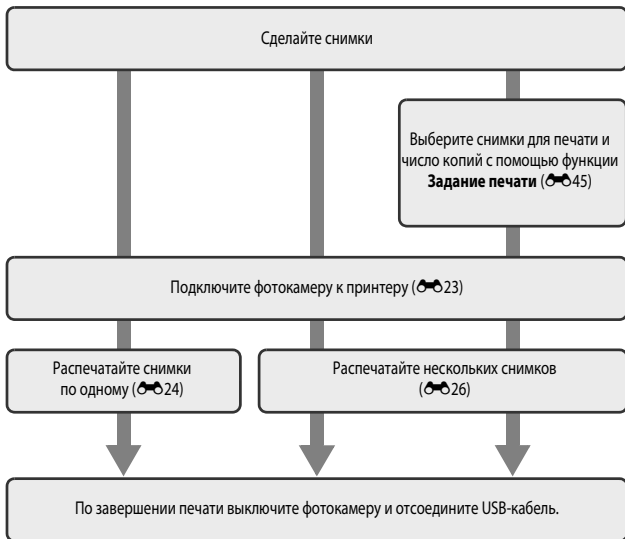 Сделайте снимки
Выберите снимки для печати и
число копий с помощью функции
Задание печати (45)
Подключите фотокамеру к принтеру (23)
Распечатайте снимки
по одному (24)
Распечатайте нескольких снимков
(26)
По завершении печати выключите фотокамеру и отсоедините USB-кабель.